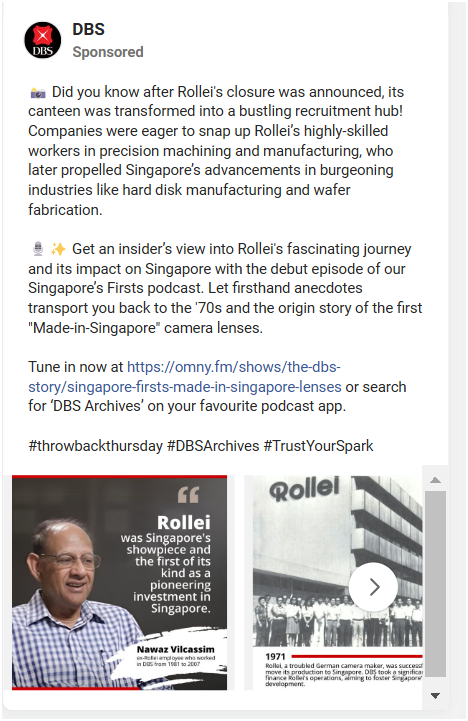 DBS
DBS
Sponsored
📸 Did you know after Rollei's closure was announced, its
canteen was transformed into a bustling recruitment hub!
Companies were eager to snap up Rollei’s highly-skilled
workers in precision machining and manufacturing, who
later propelled Singapore’s advancements in burgeoning
industries like hard disk manufacturing and wafer
fabrication.
🎙️ ✨ Get an insider’s view into Rollei's fascinating journey
and its impact on Singapore with the debut episode of our
Singapore’s Firsts podcast. Let firsthand anecdotes
transport you back to the '70s and the origin story of the first
"Made-in-Singapore" camera lenses.
Tune in now at https://omny.fm/shows/the-dbs-
story/singapore-firsts-made-in-singapore-lenses or search
for ‘DBS Archives’ on your favourite podcast app.
#throwbackthursday #DBSArchives #TrustYourSpark
“
Rollei
was Singapore's
showpiece and
the first of its
kind as a
pioneering
investment in
Singapore.
Nawaz Vilcassim
ex-Rollei employee who worked
in DBS from 1981 to 2007
Rollei
1971
Rollei, a troubled German camera maker, was
move its production to Singapore. DBS took a
finance Rollei's operations, aiming to foster Singapore
development.